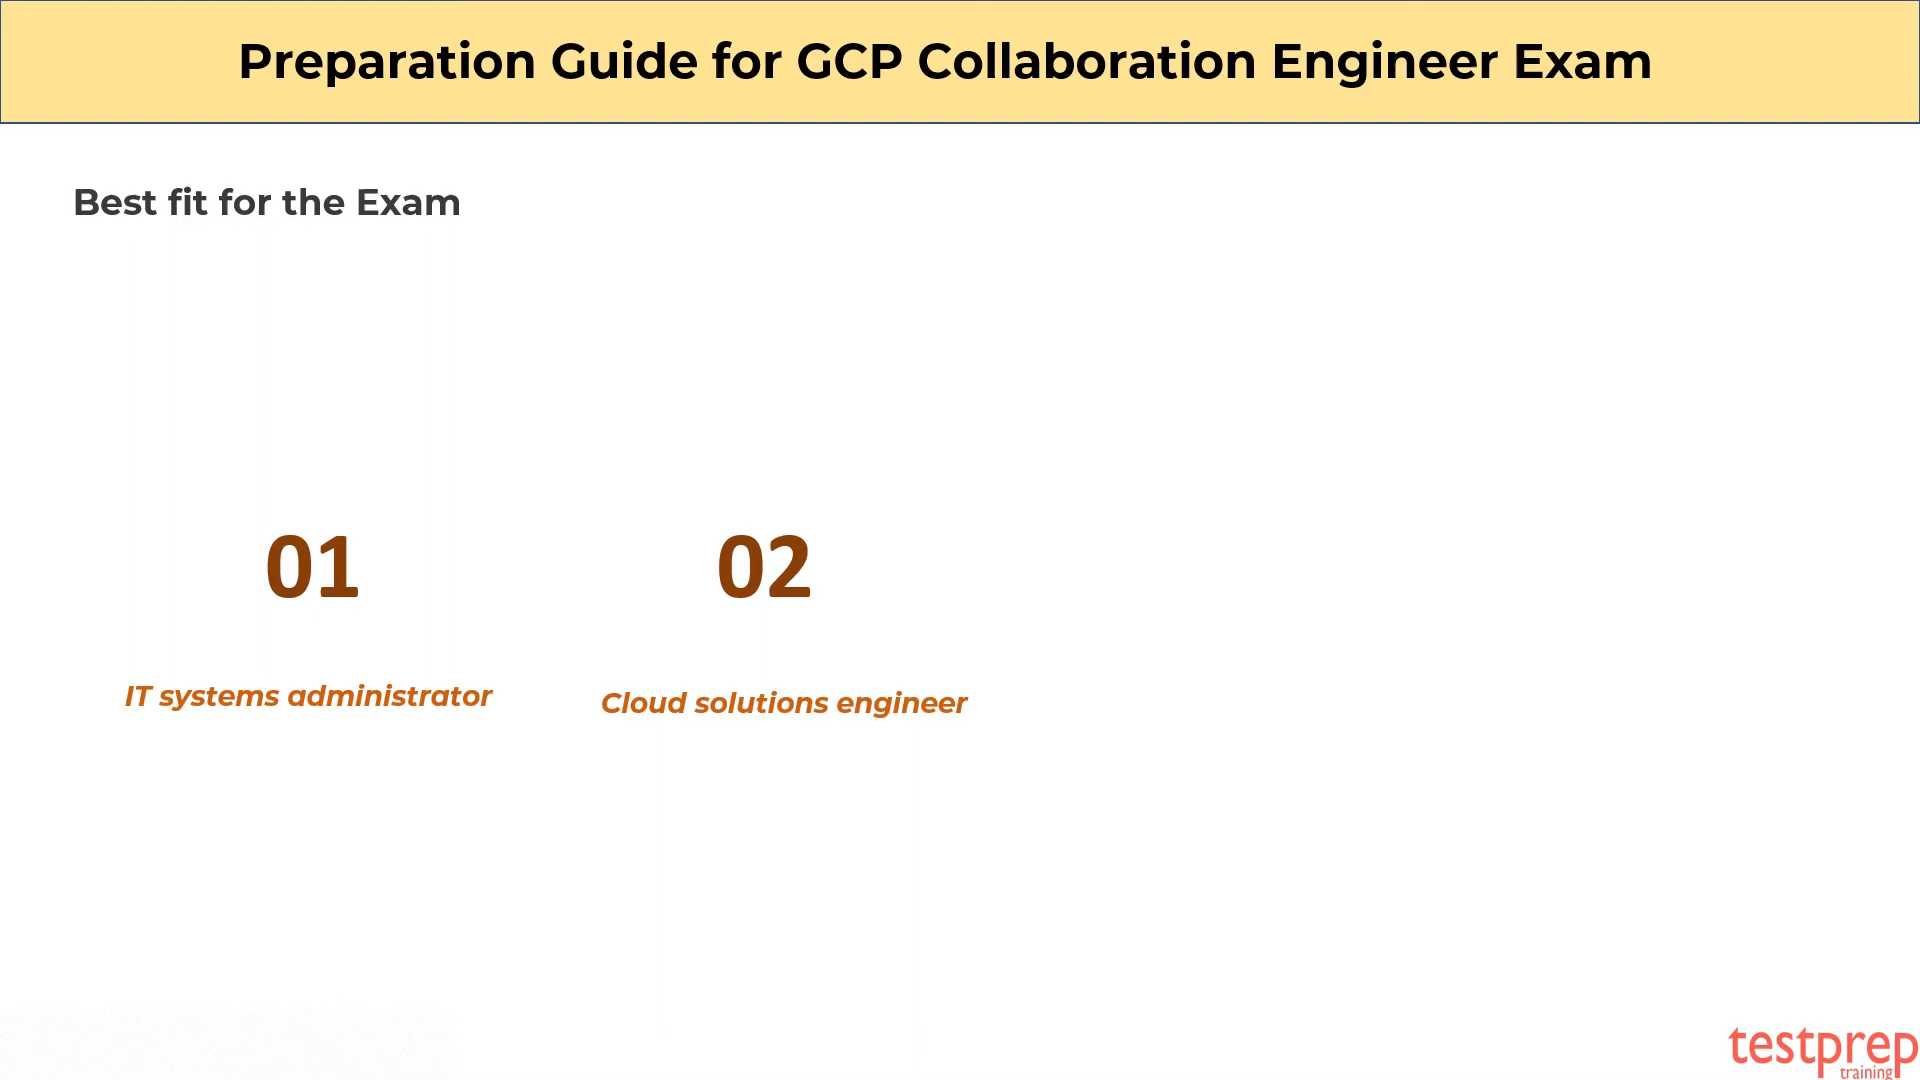 Preparation Guide for GCP Collaboration Engineer Exam
Best fit for the Exam
01
02
IT systems administrator
Cloud solutions engineer
testprep
training